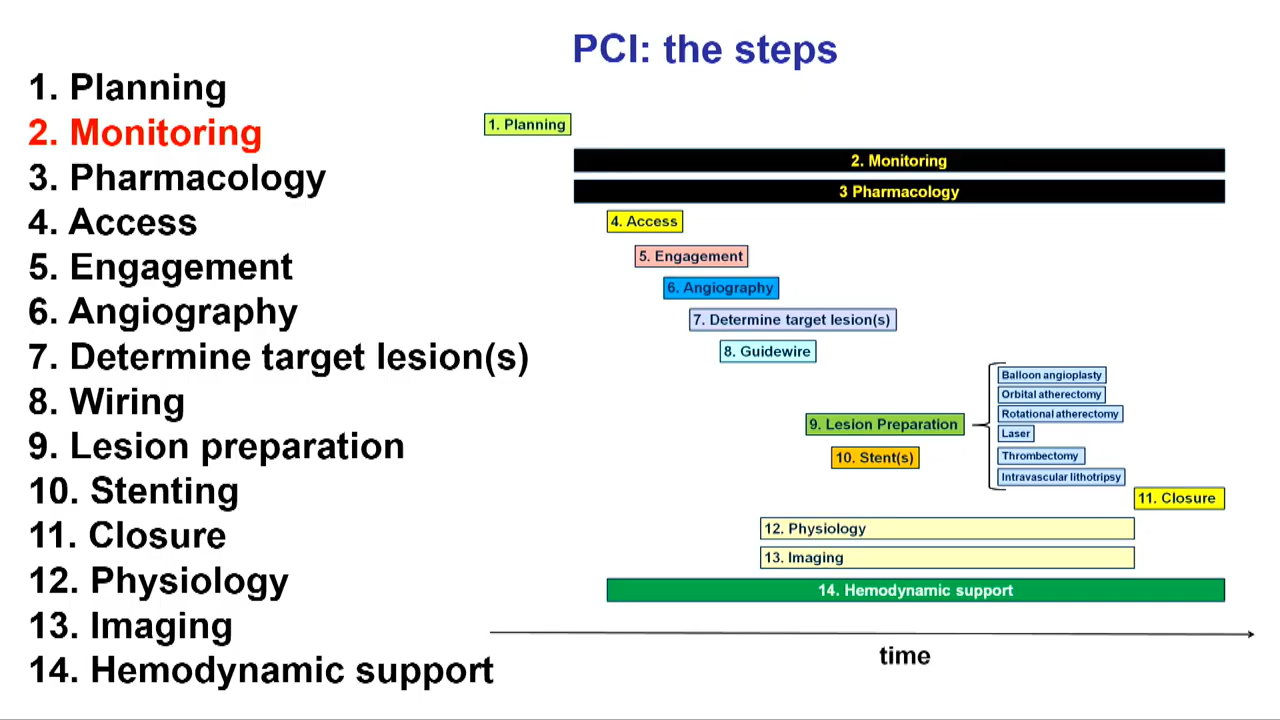 PCI: the steps
1. Planning
2. Monitoring
3. Pharmacology
4. Access
5. Engagement
6. Angiography
7. Determine target lesion(s)
8. Wiring
9. Lesion preparation
10. Stenting
11. Closure
12. Physiology
13. Imaging
14. Hemodynamic support
1. Planning
2. Monitoring
3 Pharmacology
4. Access
5. Engagement
6. Angiography
7. Determine target lesion(s)
8. Guidewire
9. Lesion Preparation
Balloon angioplasty
Orbital atherectomy
Rotational atherectomy
Laser
Thrombectomy
Intravascular lithotripsy
10. Stent(s)
11. Closure
12. Physiology
13. Imaging
14. Hemodynamic support
time